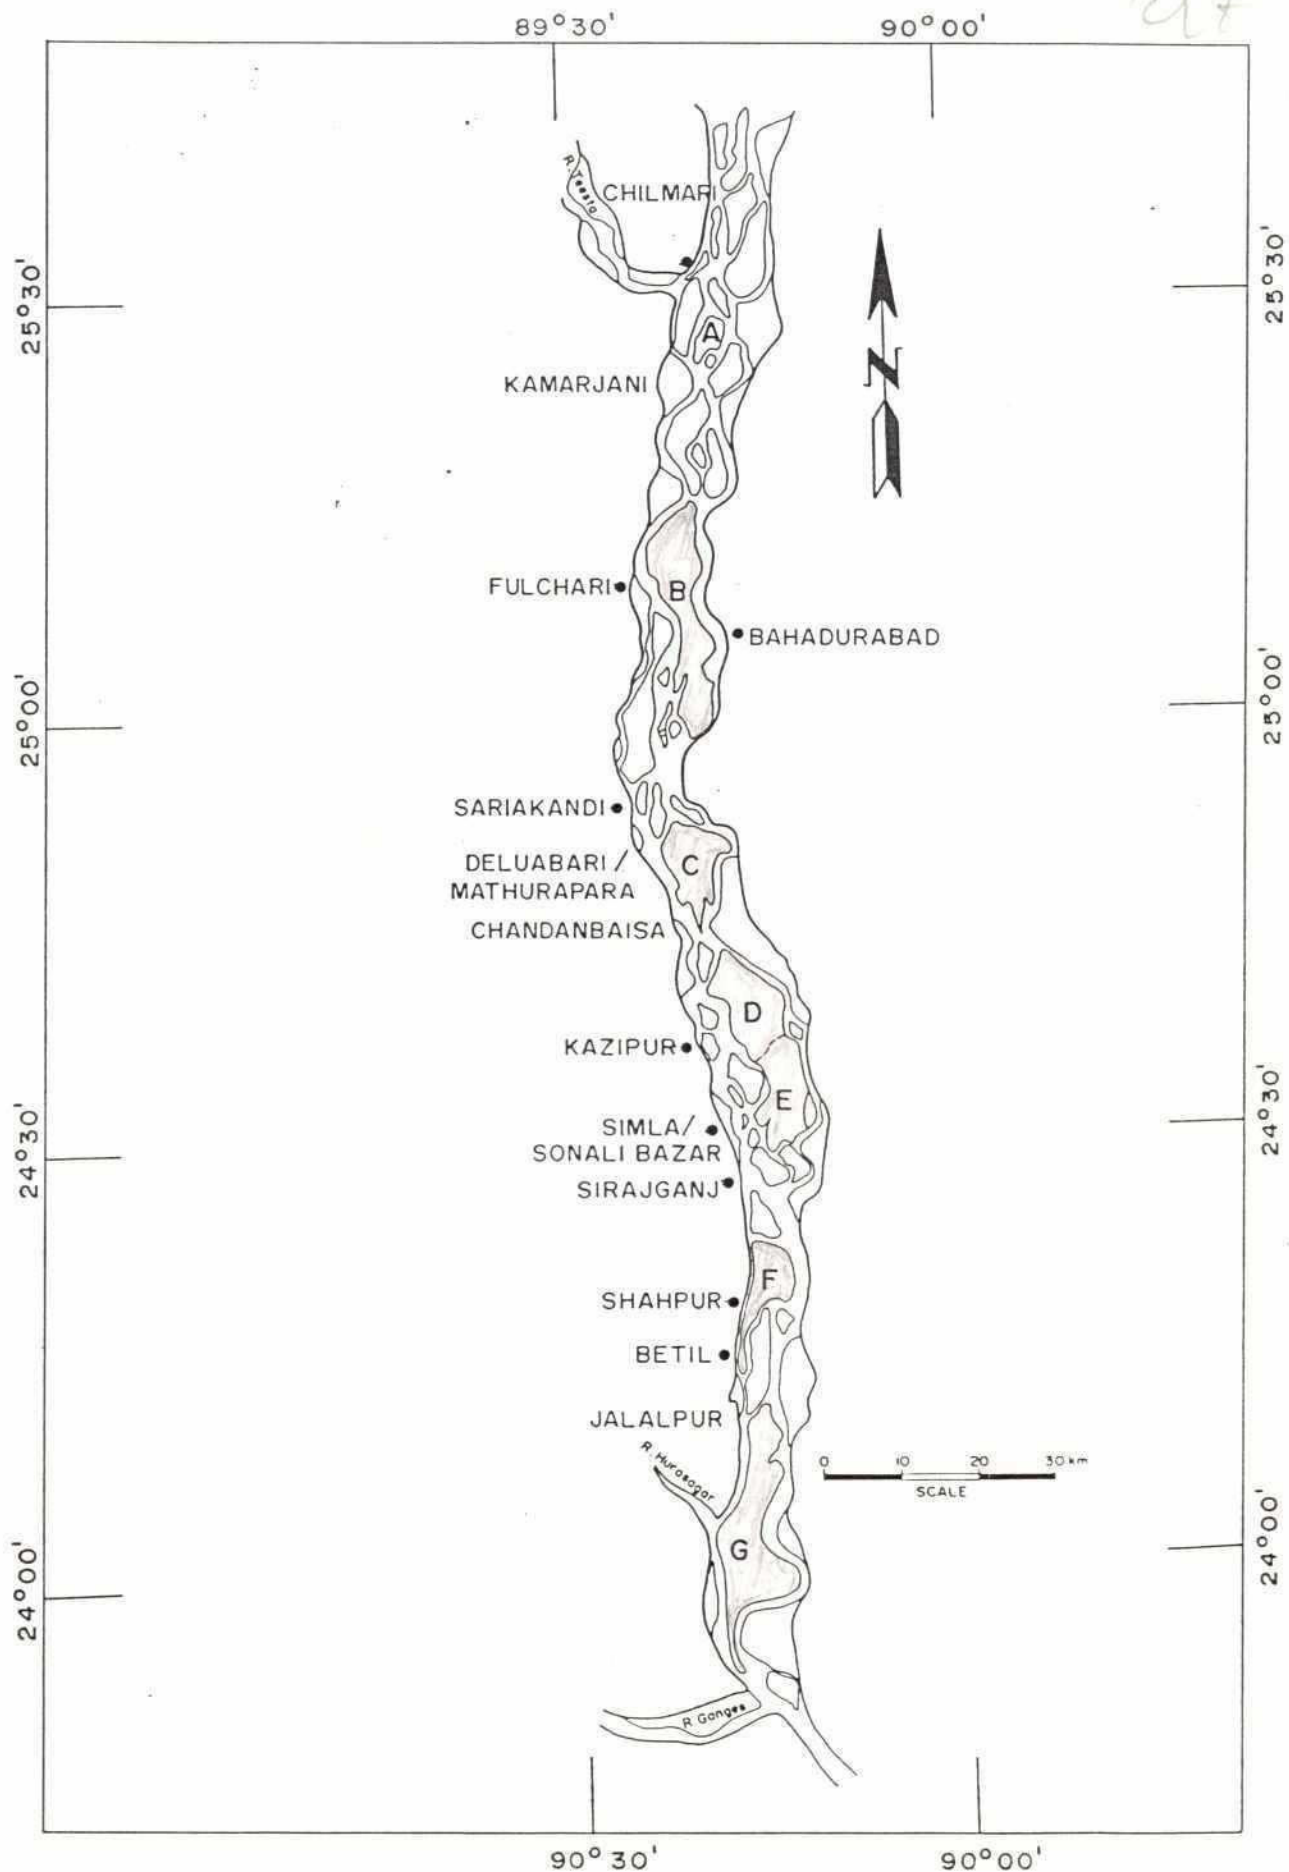 89°30'
90°00'
R. Teesta
CHILMARI
25°30'
25°30'
A
KAMARJANI
N
FULCHARI
B
BAHADURABAD
25°00'
25°00'
SARIAKANDI
DELUABARI /
MATHURAPARA
C
CHANDANBAISA
D
KAZIPUR
E
24°30'
24°30'
SIMLA/
SONALI BAZAR
SIRAJGANJ
F
SHAHPUR
BETIL
JALALPUR
R. Hurasagar
0 10 20 30 km
SCALE
G
24°00'
24°00'
R. Ganges
90°30'
90°00'